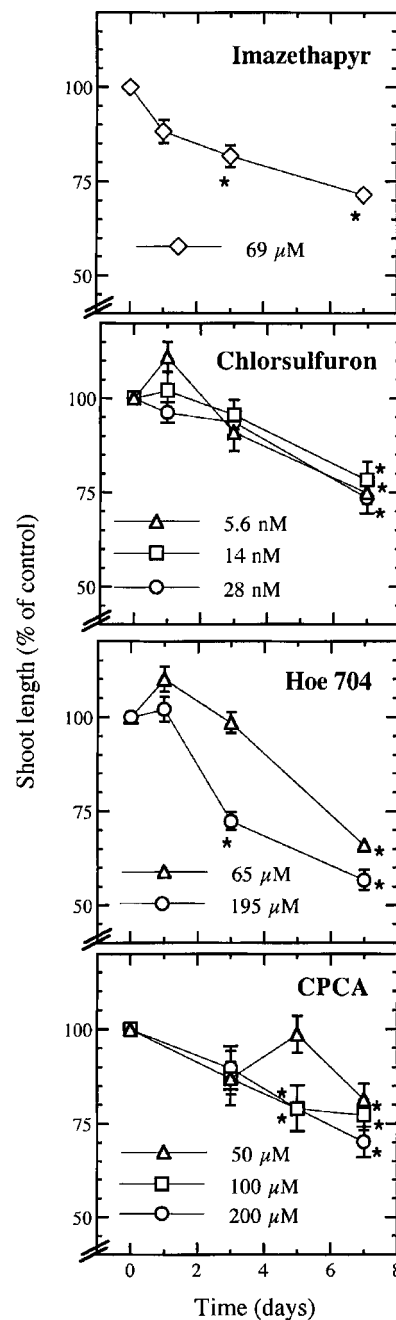 Imazethapyr
100
75
50
* *
69 μM
Chlorsulfuron
100
75
50
* * *
5.6 nM
14 nM
28 nM
Shoot length (% of control)
Hoe 704
100
75
50
* * *
65 μM
195 μM
CPCA
100
75
50
* * * * *
50 μM
100 μM
200 μM
0 2 4 6 8
Time (days)